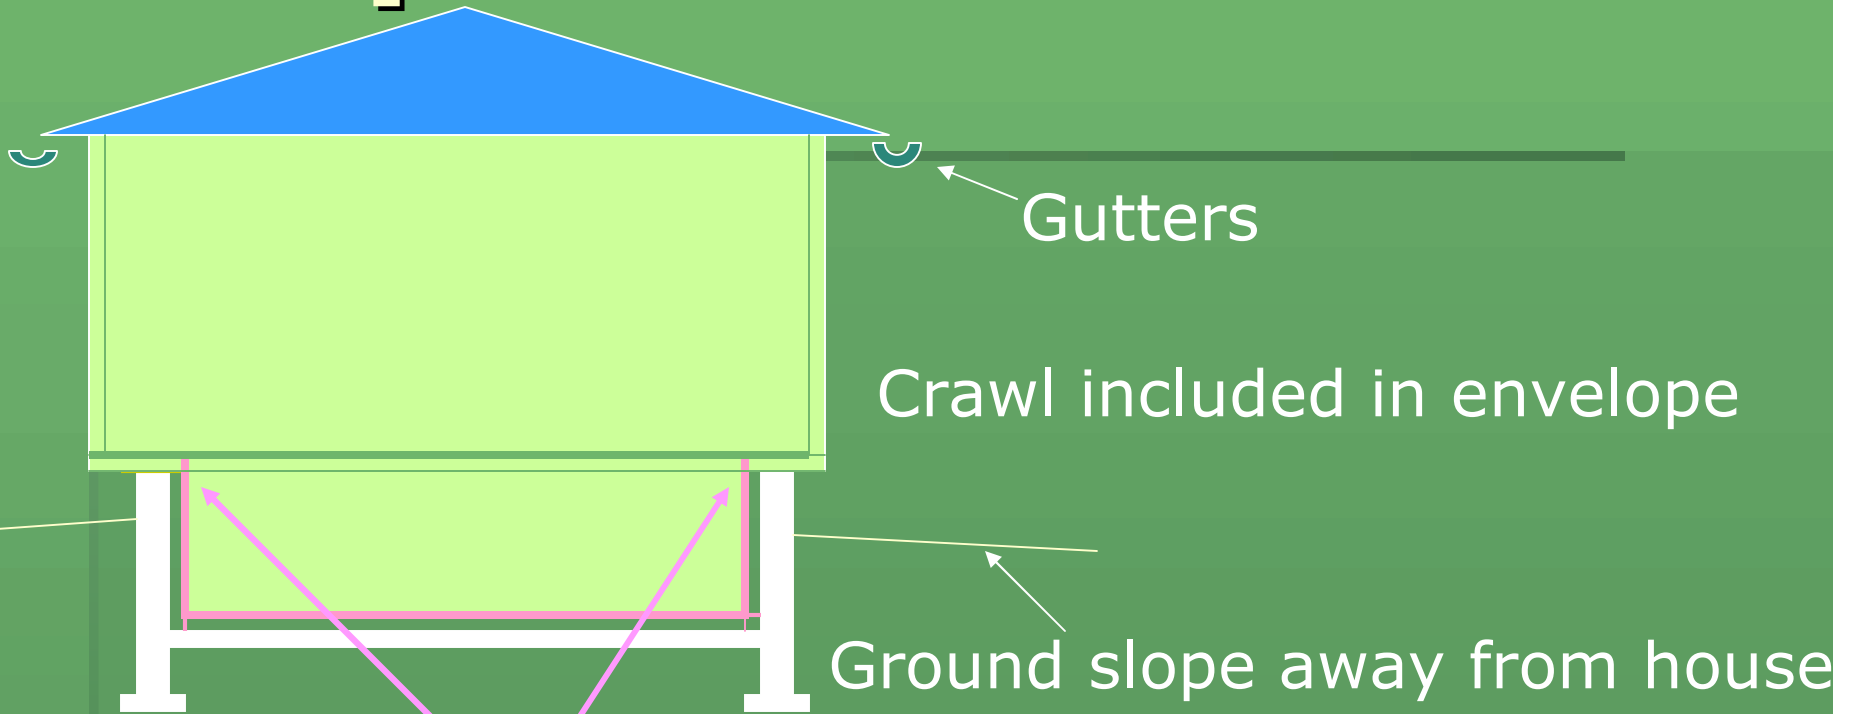 Gutters
Crawl included in envelope
Ground slope away from house